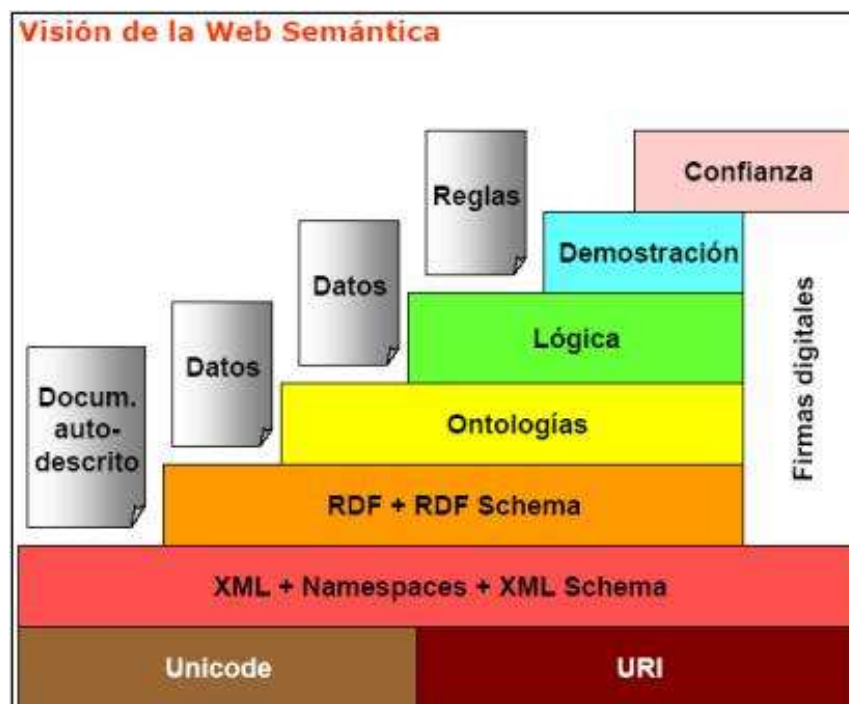 Visión de la Web Semántica
Confianza
Reglas
Demostración
Datos
Lógica
Firmas digitales
Datos
Docum.
auto-
descrito
Ontologías
RDF + RDF Schema
XML + Namespaces + XML Schema
Unicode
URI